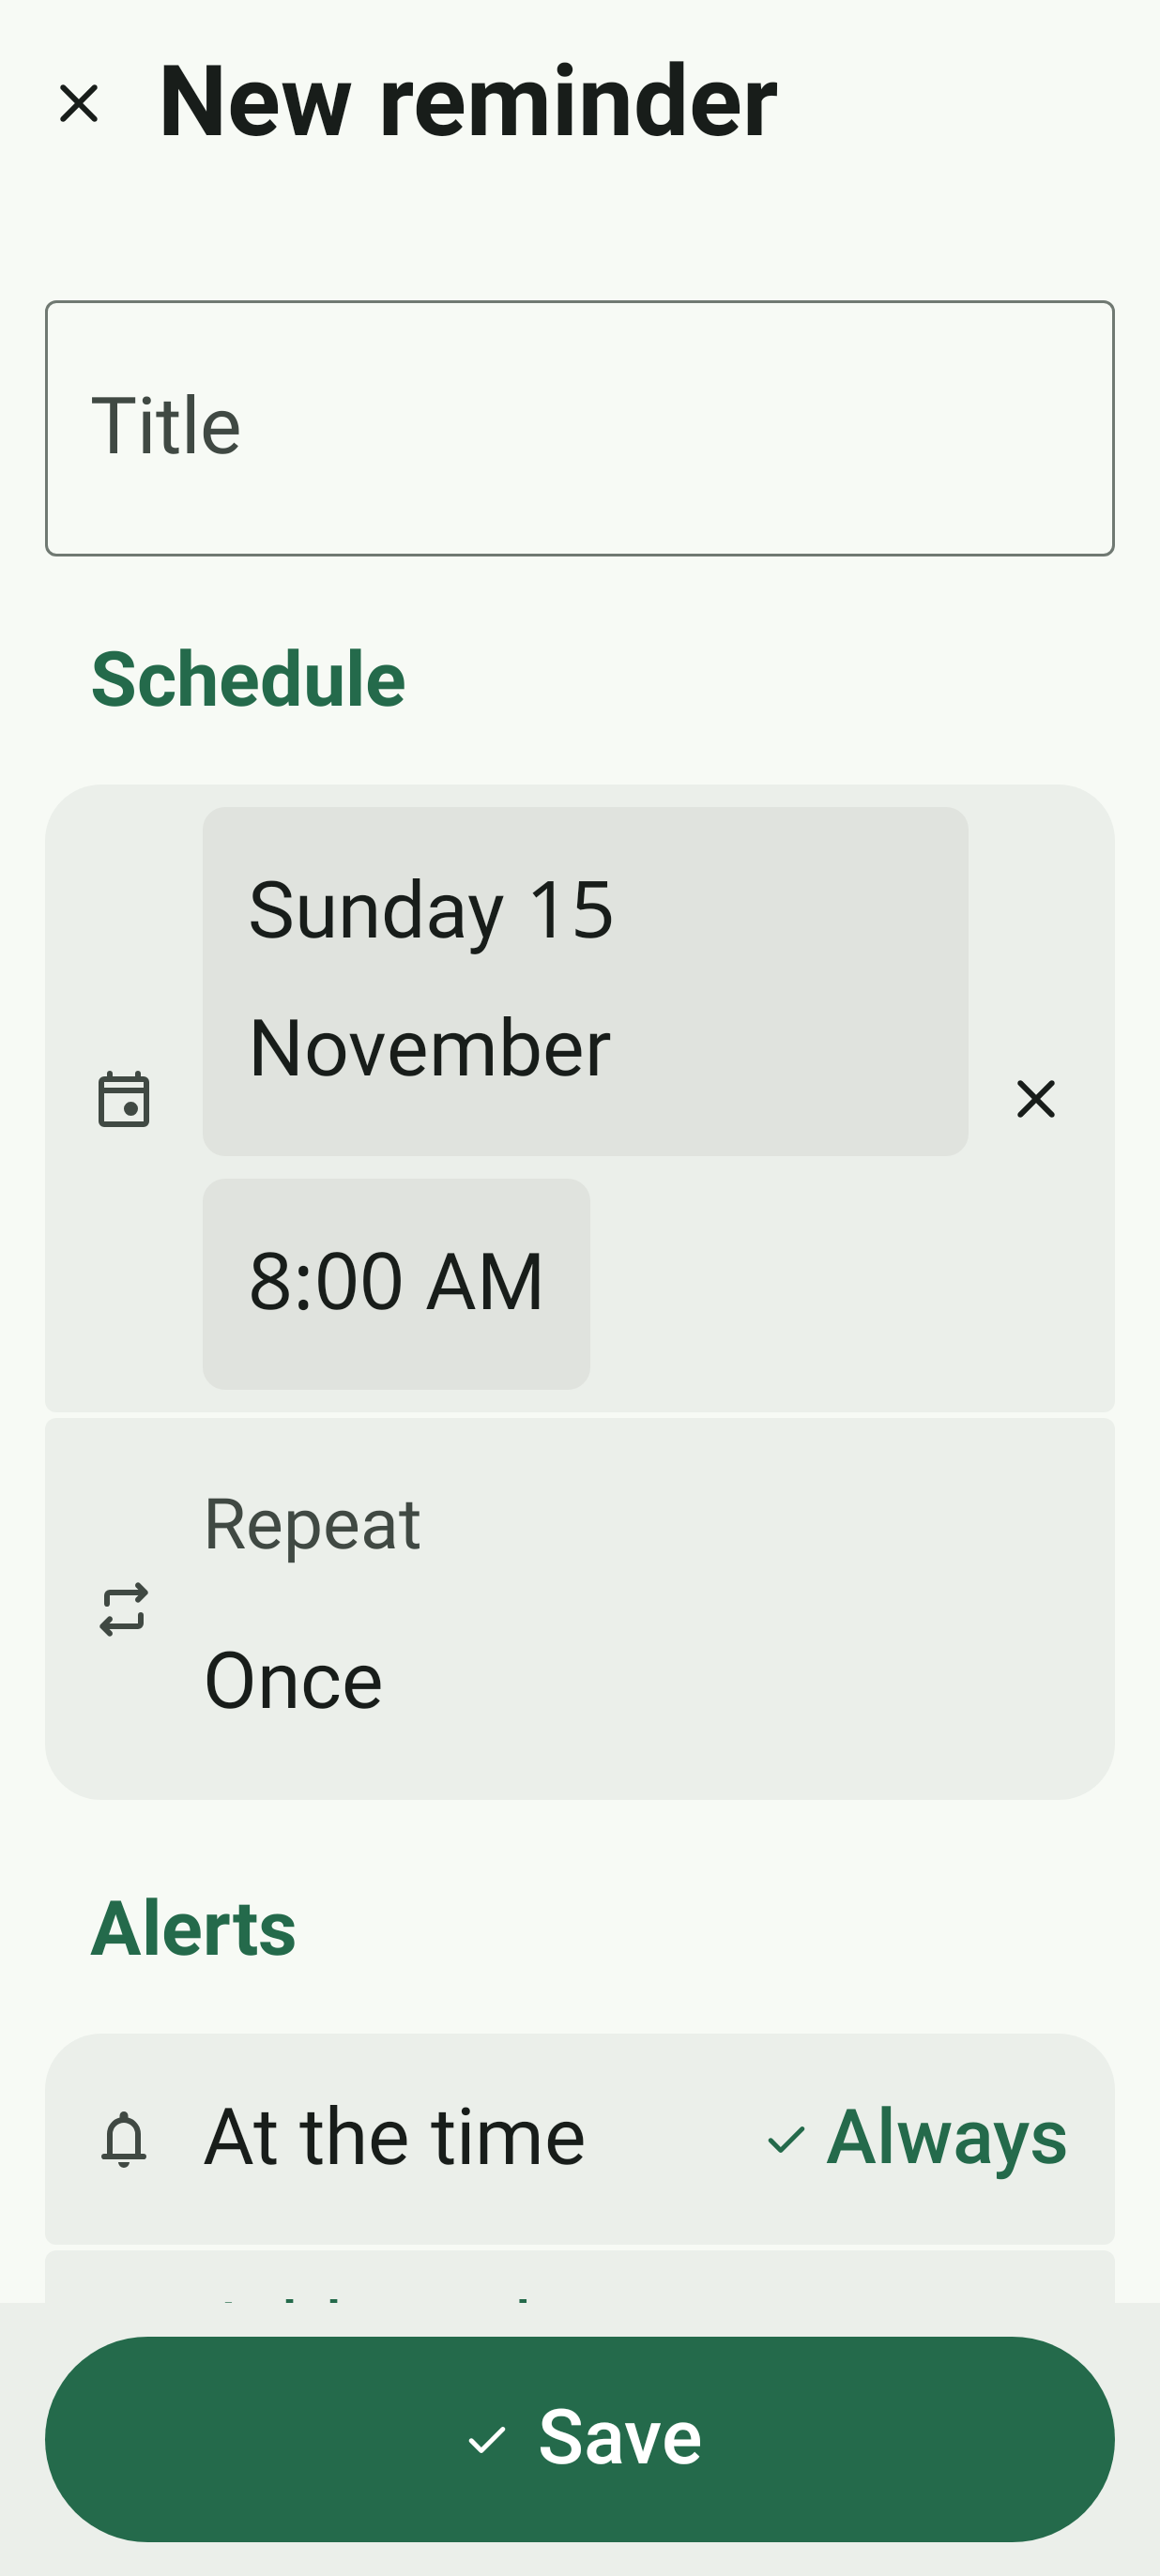 New reminder
Title
Schedule
Sunday 15
November
8:00 AM
Repeat
Once
Alerts
At the time
Always
Save